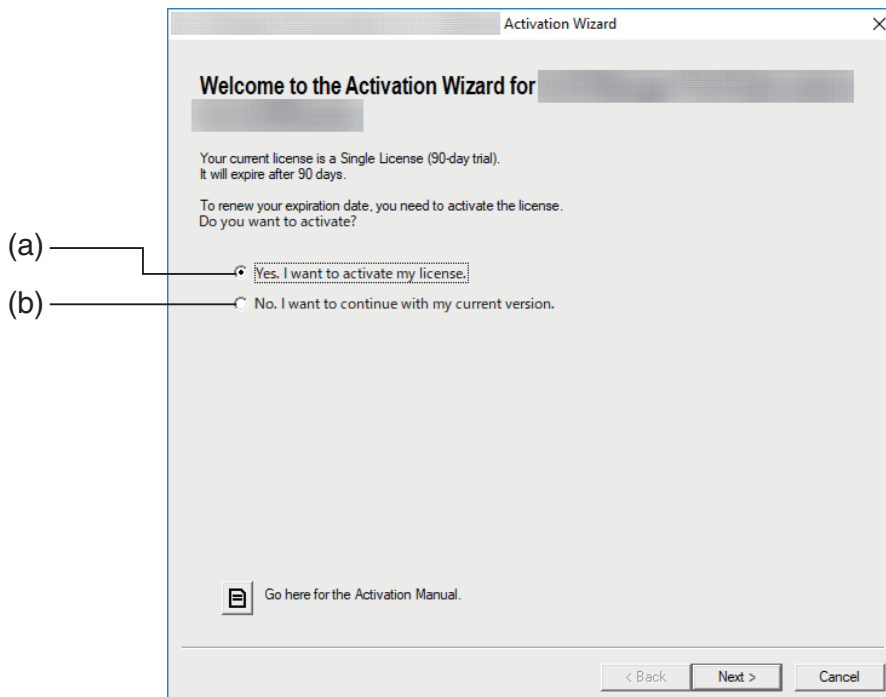 Activation Wizard
Welcome to the Activation Wizard for
Your current license is a Single License (90-day trial).
It will expire after 90 days.
To renew your expiration date, you need to activate the license.
Do you want to activate?
(a)
Yes. I want to activate my license.
(b)
No. I want to continue with my current version.
Go here for the Activation Manual.
< Back
Next >
Cancel